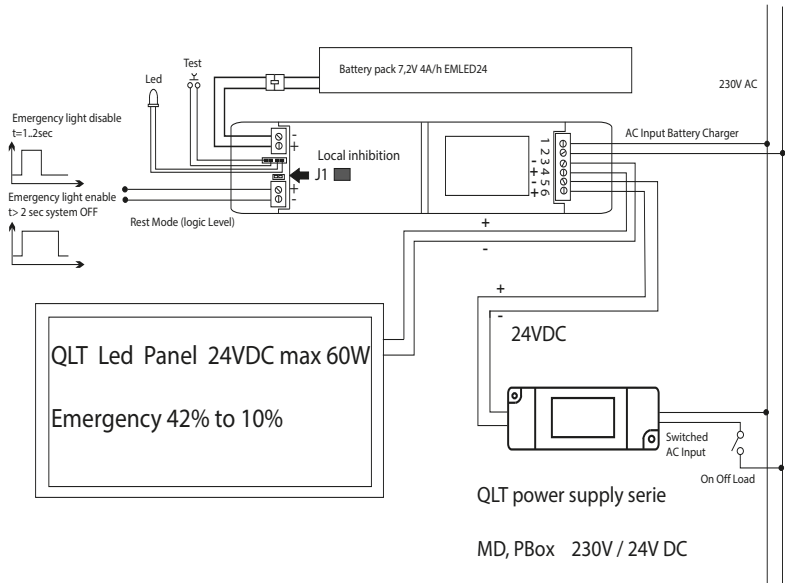 Battery pack 7,2V 4A/h EMLED24
Test
Led
230V AC
Emergency light disable
t=1..2sec
AC Input Battery Charger
-
+
1
2
3
4
5
6
-
+
+
-
Local inhibition
J1
Emergency light enable
t> 2 sec system OFF
+
-
Rest Mode (logic Level)
+
-
+
-
24VDC
QLT Led Panel 24VDC max 60W
Emergency 42% to 10%
Switched
AC Input
On Off Load
QLT power supply serie
MD, PBox 230V / 24V DC